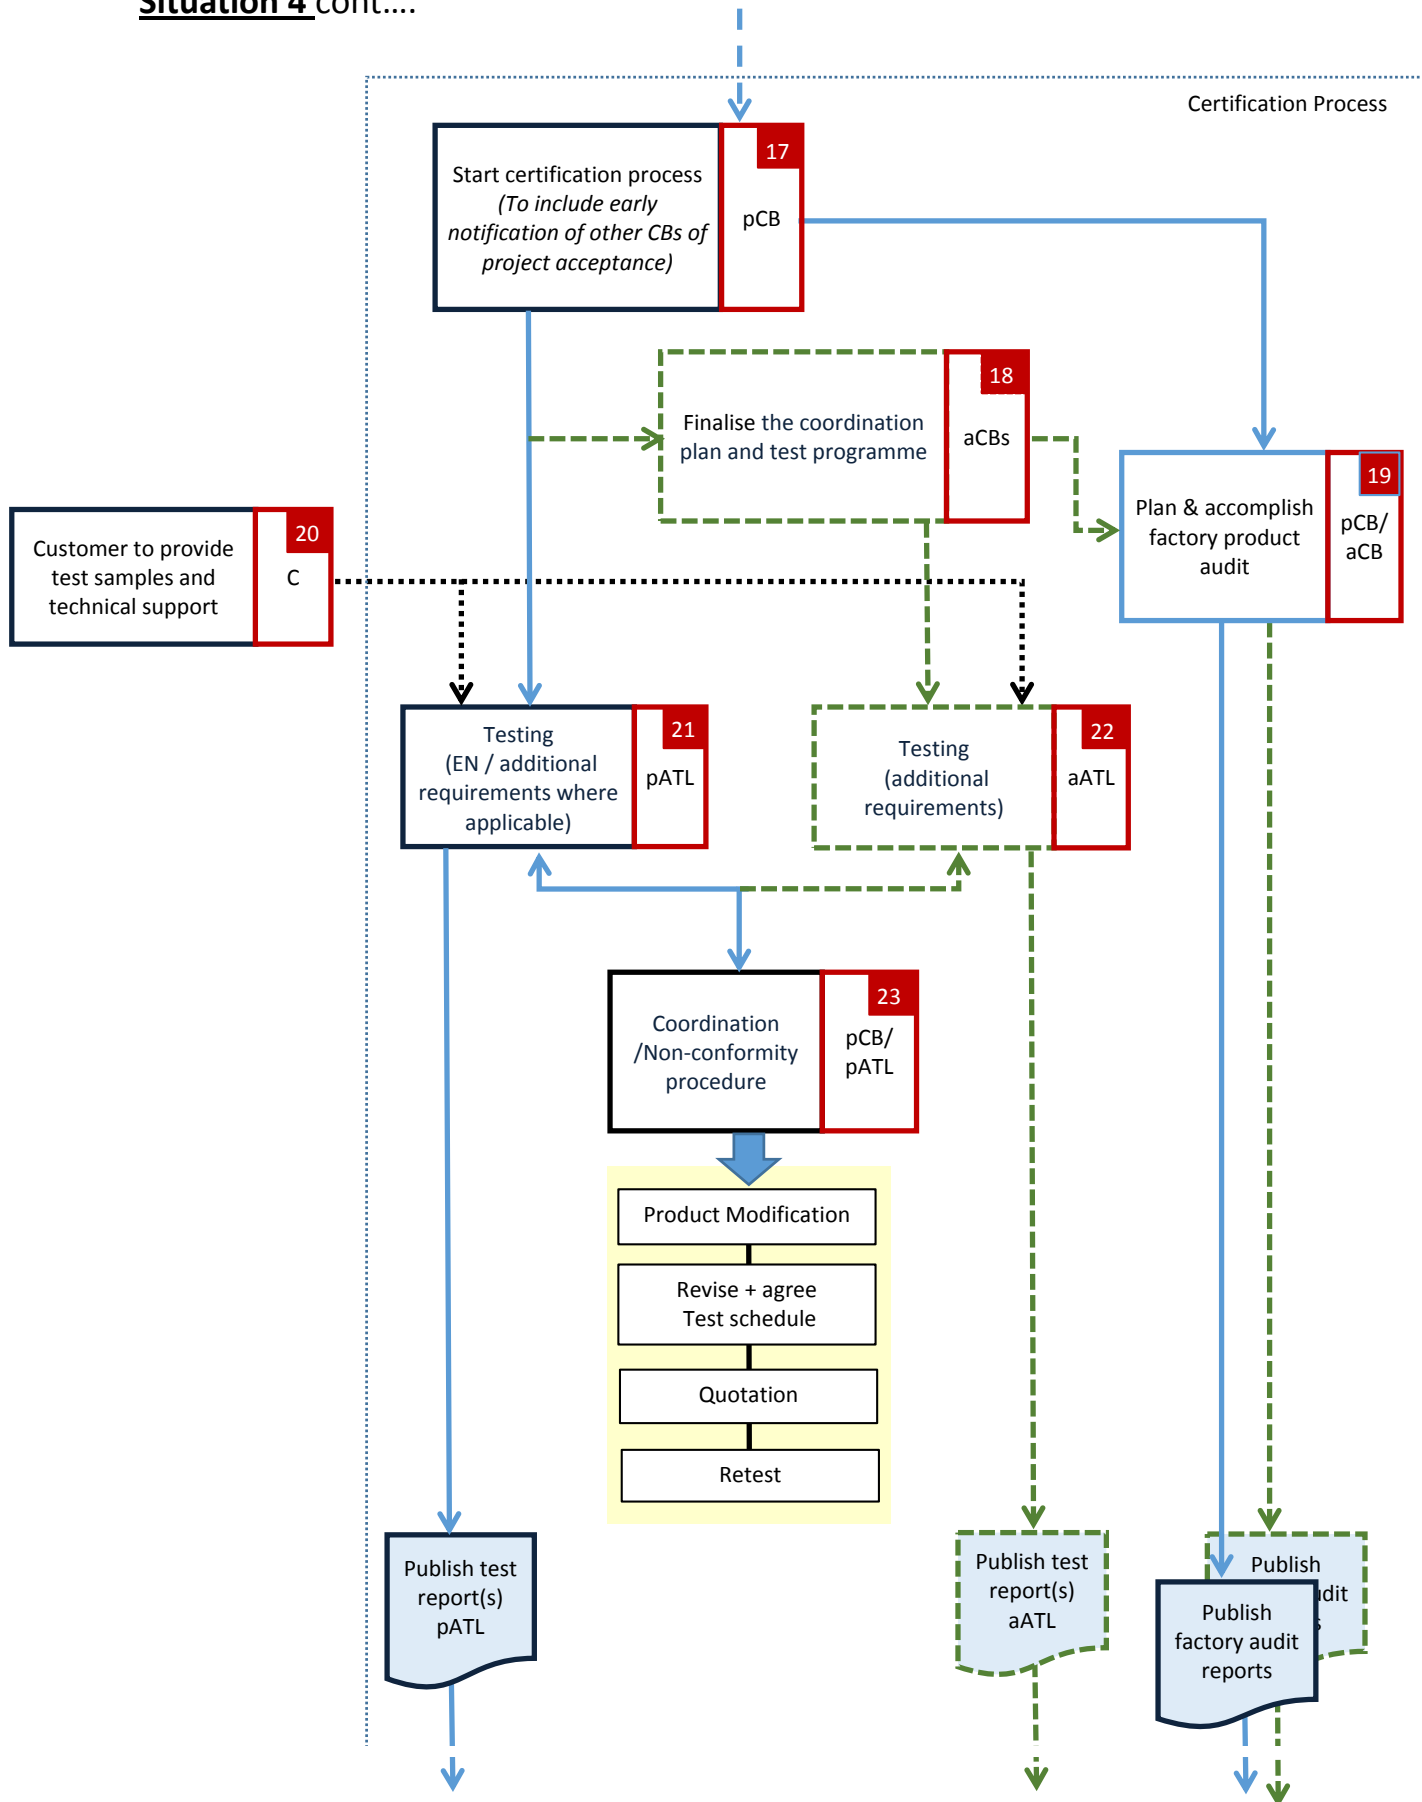 Situation 4 cont....
Certification Process
Start certification process
(To include early
notification of other CBs of
project acceptance)
17
pCB
Finalise the coordination
plan and test programme
18
aCBs
Plan & accomplish
factory product
audit
19
pCB/
aCB
Customer to provide
test samples and
technical support
20
C
Testing
(EN / additional
requirements where
applicable)
21
pATL
Testing
(additional
requirements)
22
aATL
Coordination
/Non-conformity
procedure
23
pCB/
pATL
Product Modification
Revise + agree
Test schedule
Quotation
Retest
Publish test
report(s)
pATL
Publish test
report(s)
aATL
Publish
Publish
factory audit
reports